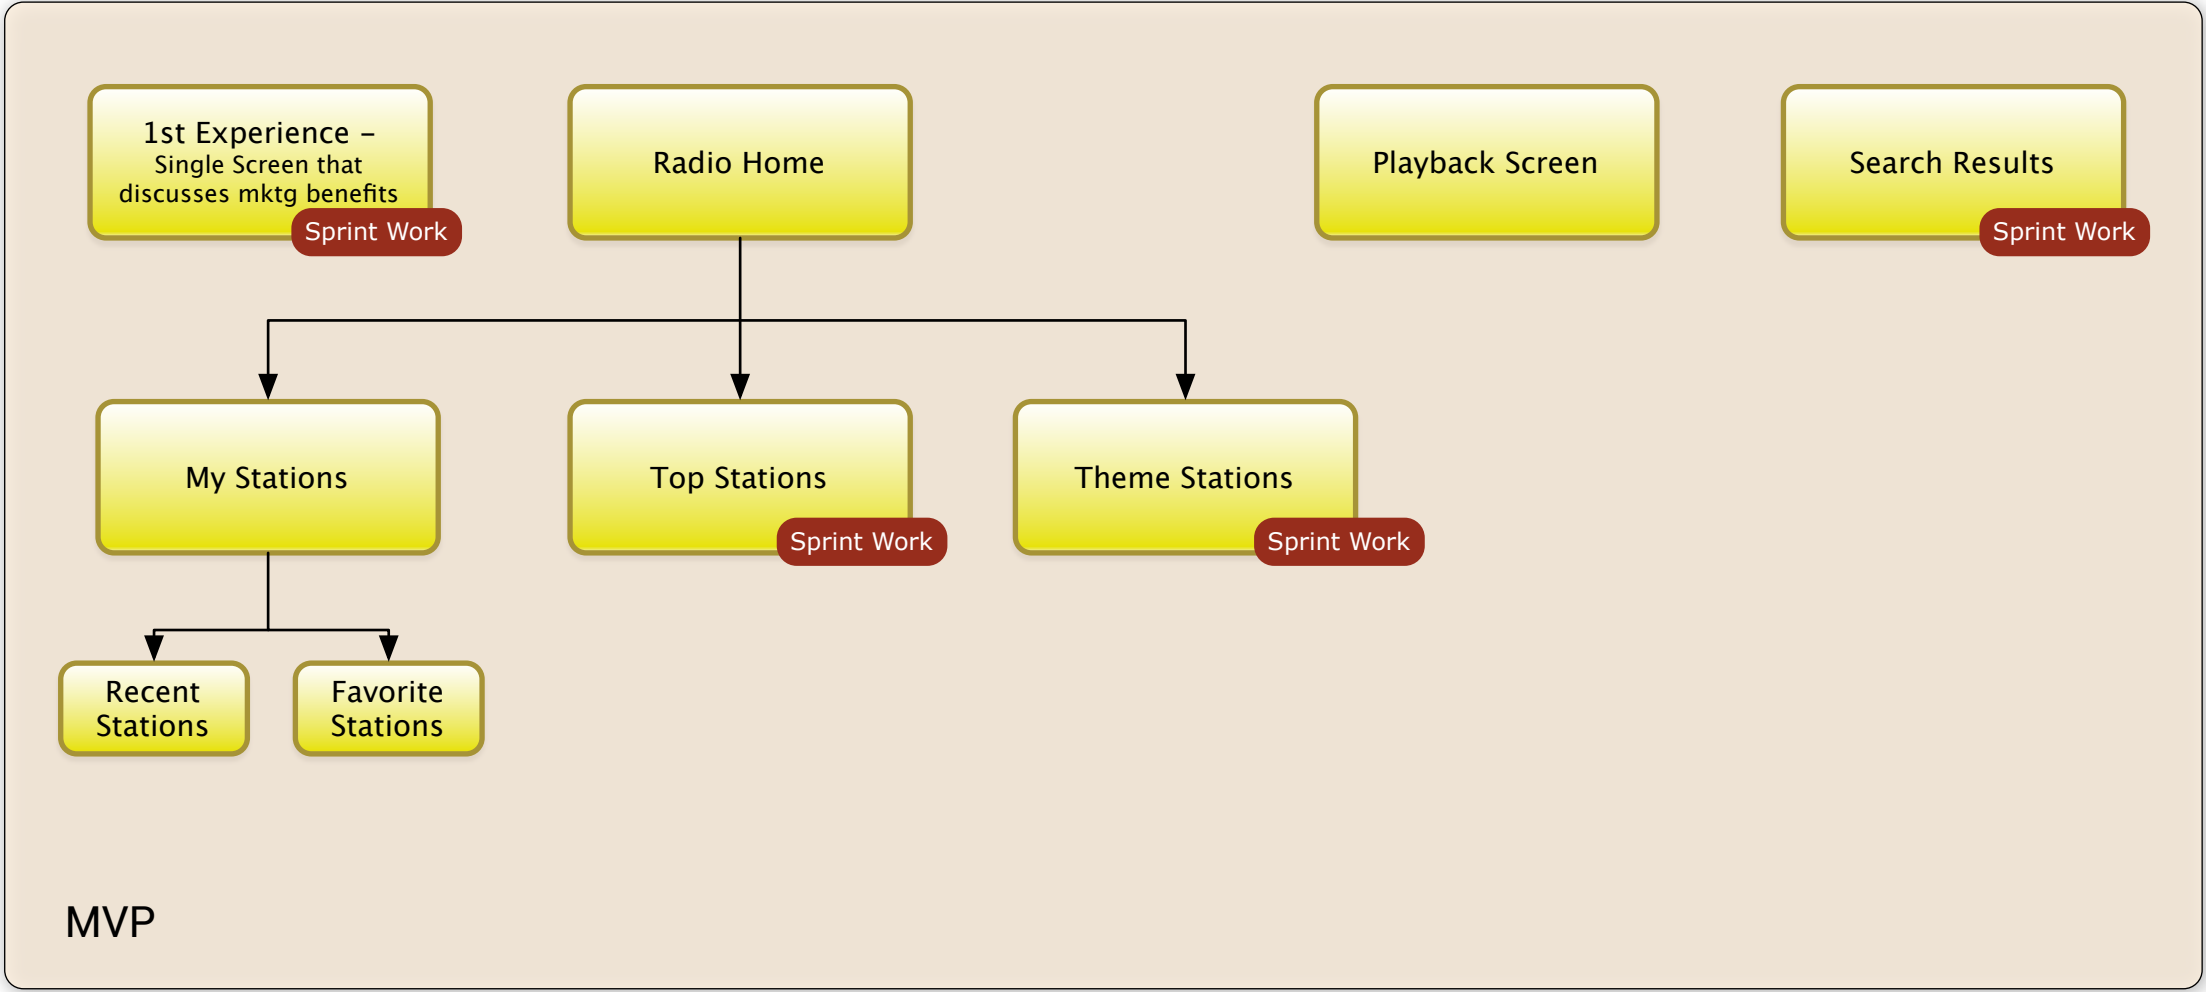 1st Experience –
Single Screen that
discusses mktg benefits
Sprint Work
Radio Home
Playback Screen
Search Results
Sprint Work
My Stations
Top Stations
Sprint Work
Theme Stations
Sprint Work
Recent
Stations
Favorite
Stations
MVP